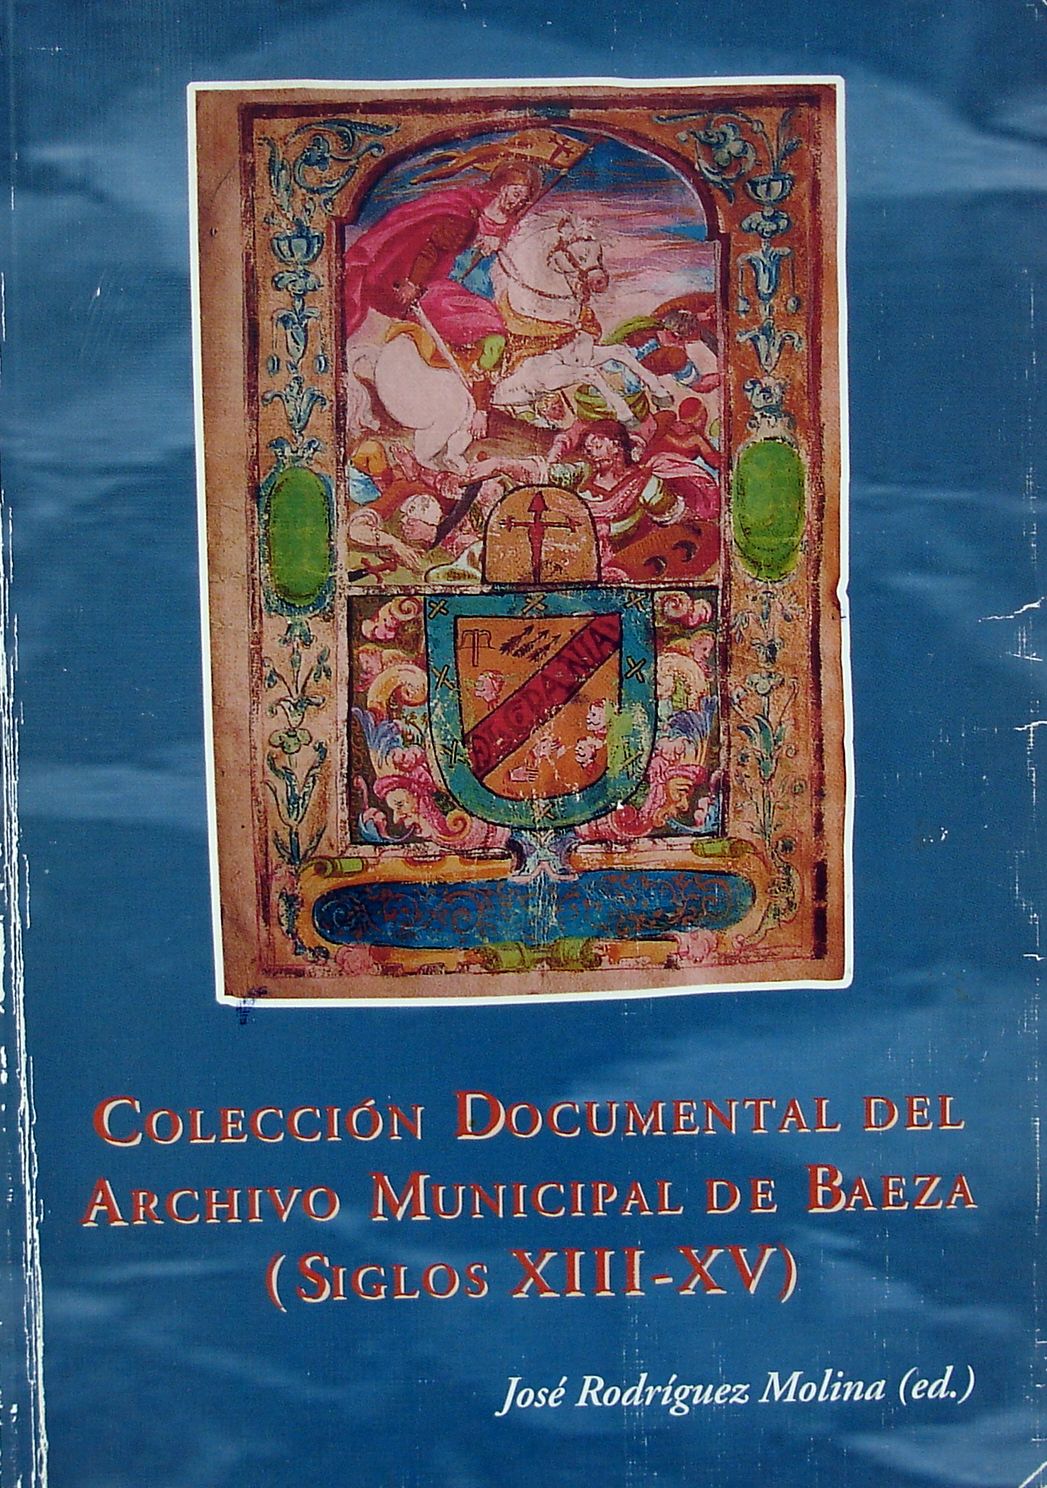 COLECCIÓN DOCUMENTAL DEL
ARCHIVO MUNICIPAL DE BAEZA
(SIGLOS XIII-XV)
José Rodríguez Molina (ed.)